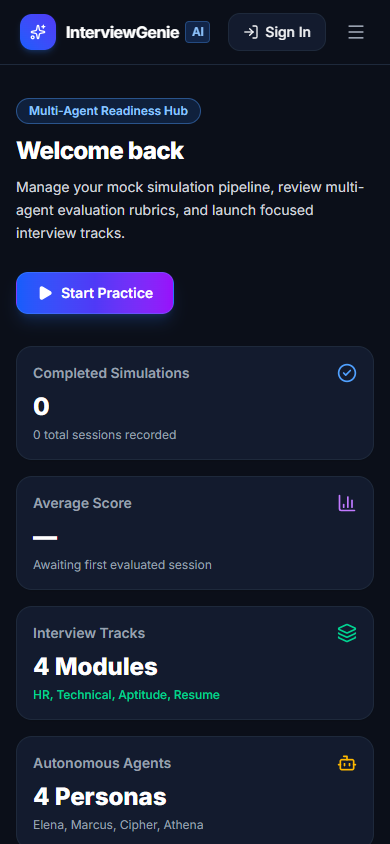 InterviewGenie AI
Sign In
Multi-Agent Readiness Hub
Welcome back
Manage your mock simulation pipeline, review multi-
agent evaluation rubrics, and launch focused
interview tracks.
Start Practice
Completed Simulations
0
0 total sessions recorded
Average Score
—
Awaiting first evaluated session
Interview Tracks
4 Modules
HR, Technical, Aptitude, Resume
Autonomous Agents
4 Personas
Elena, Marcus, Cipher, Athena